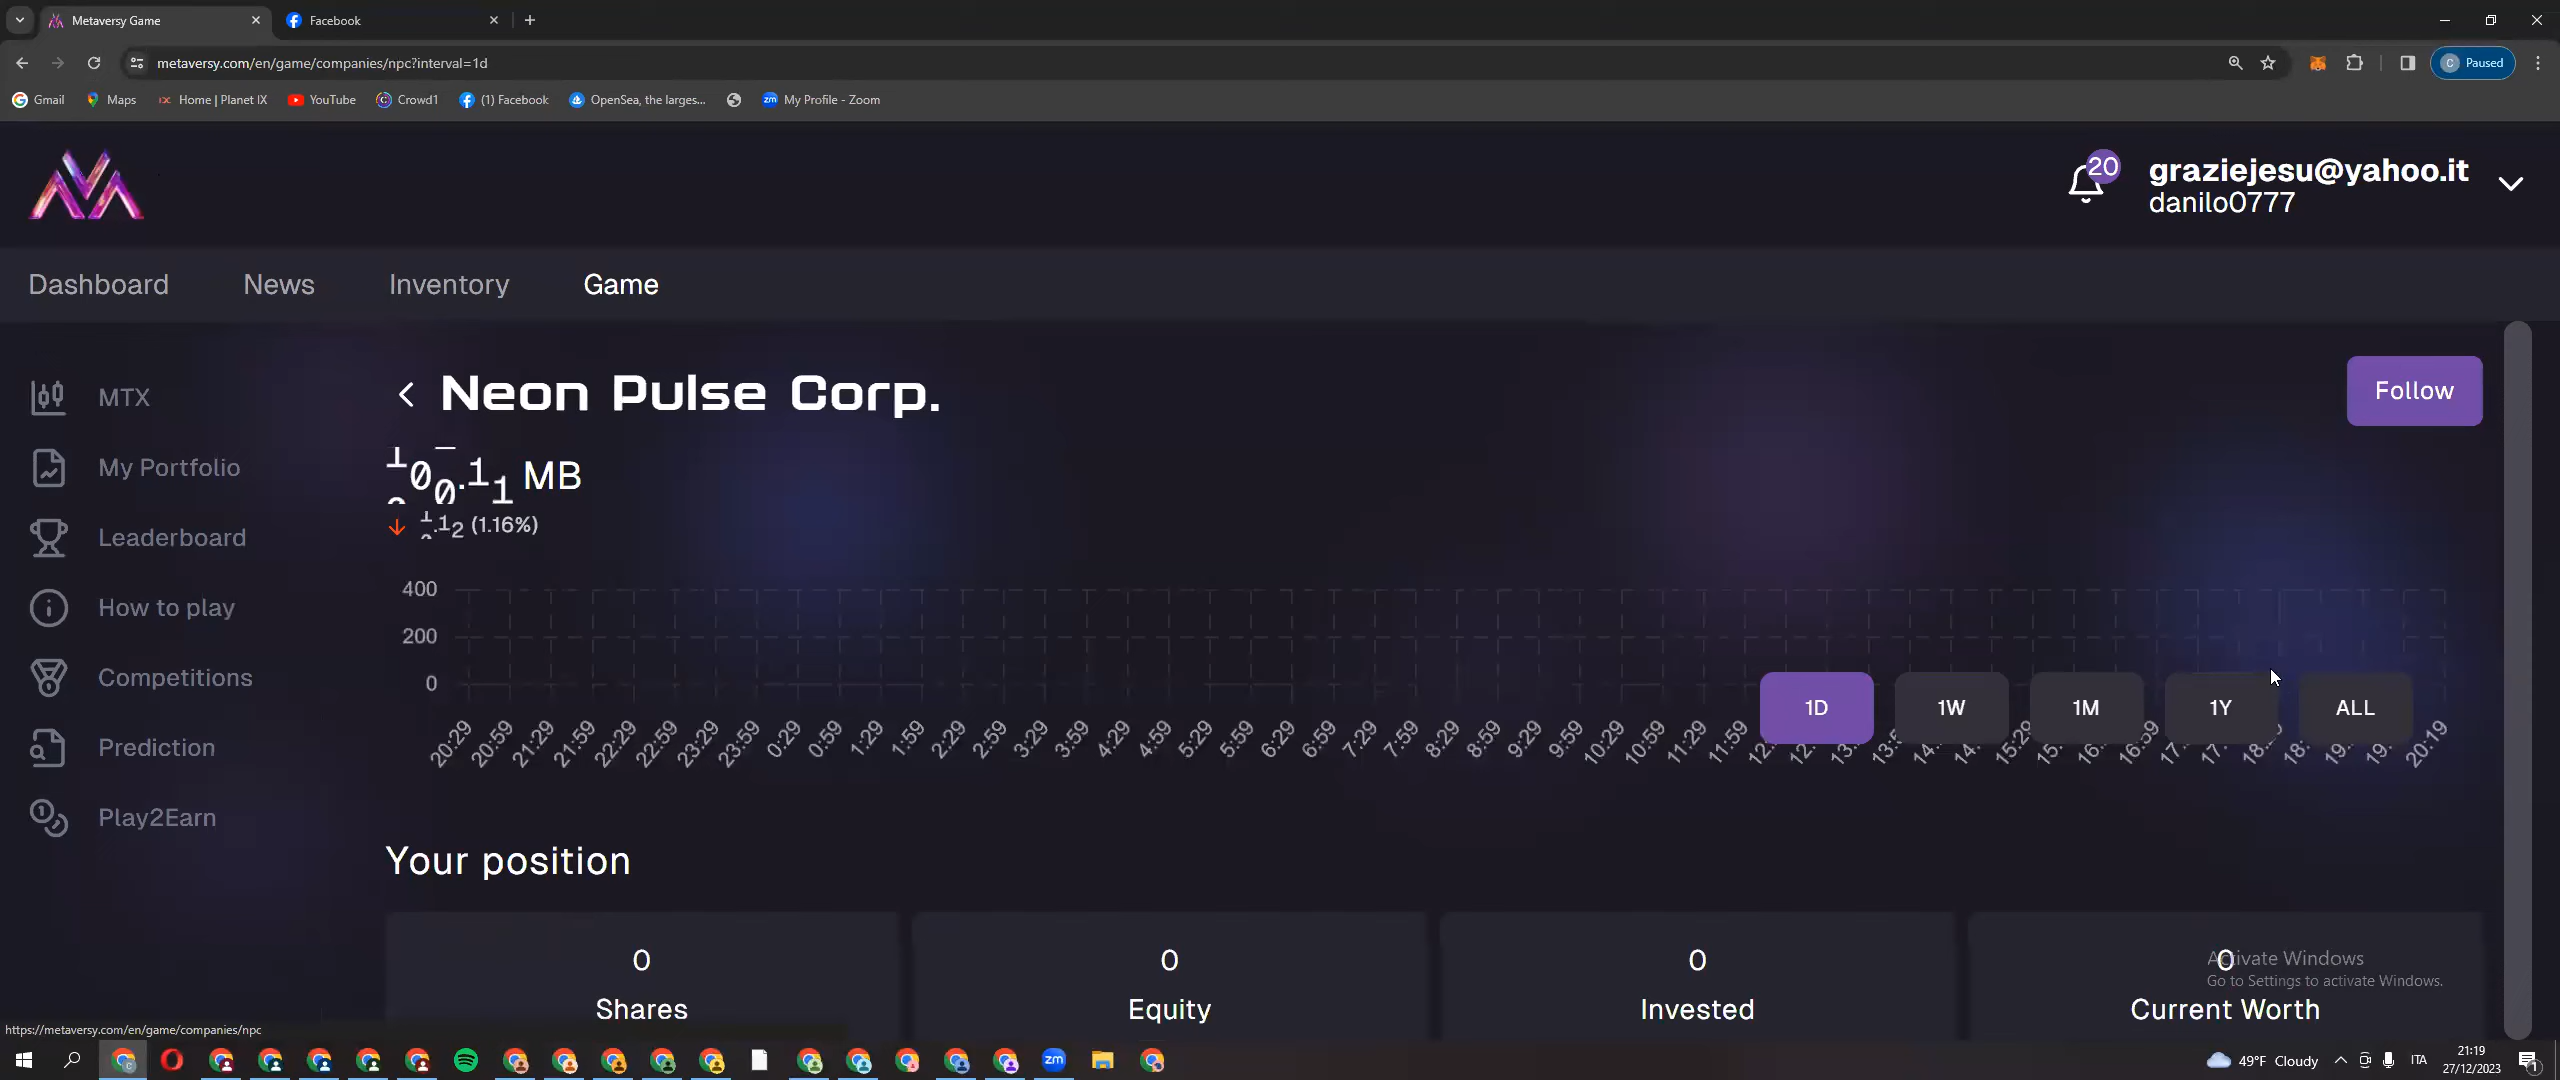 Metaversy Game
Facebook
metaversy.com/en/game/companies/npc?interval=1d
C Paused
Gmail
Maps
Home | Planet IX
YouTube
Crowd1
(1) Facebook
OpenSea, the larges...
zm My Profile - Zoom
20
graziejesu@yahoo.it
danilo0777
Dashboard
News
Inventory
Game
MTX
My Portfolio
Leaderboard
How to play
Competitions
Prediction
Play2Earn
Neon Pulse Corp.
Follow
MB
(1.16%)
400
200
0
20:29 20:59 21:29 21:59 22:29 22:59 23:29 23:59 0:29 0:59 1:29 1:59 2:29 2:59 3:29 3:59 4:29 4:59 5:29 5:59 6:29 6:59 7:29 7:59 8:29 8:59 9:29 9:59 10:29 10:59 11:29 11:59 20:19
1D
1W
1M
1Y
ALL
Your position
0
Shares
0
Equity
0
Invested
0
Current Worth
Activate Windows
Go to Settings to activate Windows.
https://metaversy.com/en/game/companies/npc
zm
49°F Cloudy
ITA
21:19
27/12/2023
1